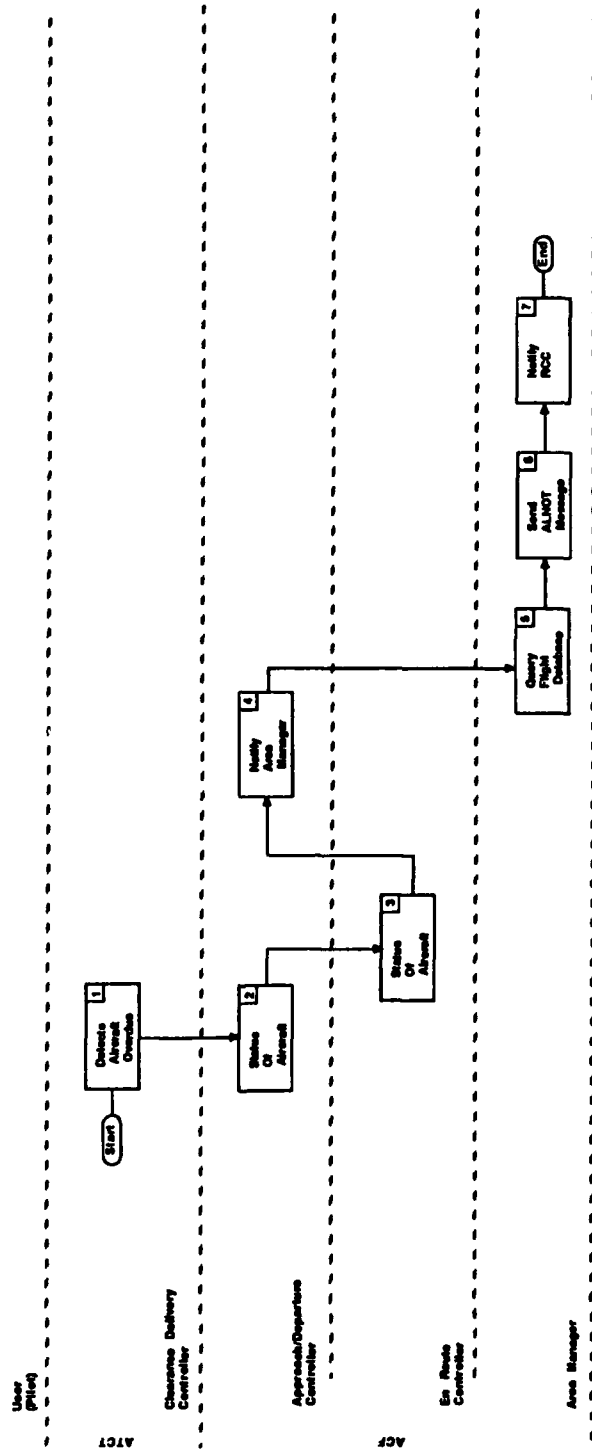 User
(Pilot)
ATCT
Clearance Delivery
Controller
Start
1
Detects
Aircraft
Overdue
ACF
Approach/Departure
Controller
2
Status
Of
Aircraft
4
Notify
Area
Manager
En Route
Controller
3
Status
Of
Aircraft
Area Manager
5
Query
Flight
Database
6
Send
ALNOT
Message
7
Notify
RCC
End